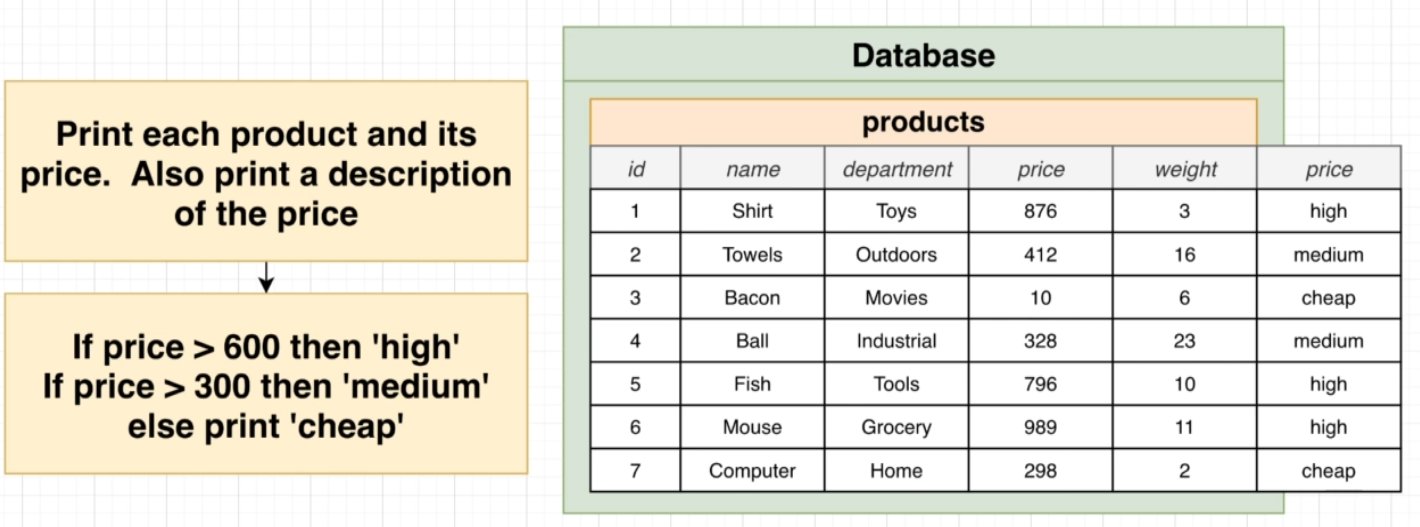 Print each product and its
price. Also print a description
of the price
If price > 600 then 'high'
If price > 300 then 'medium'
else print 'cheap'
Database
products
id name department price weight price
1 Shirt Toys 876 3 high
2 Towels Outdoors 412 16 medium
3 Bacon Movies 10 6 cheap
4 Ball Industrial 328 23 medium
5 Fish Tools 796 10 high
6 Mouse Grocery 989 11 high
7 Computer Home 298 2 cheap